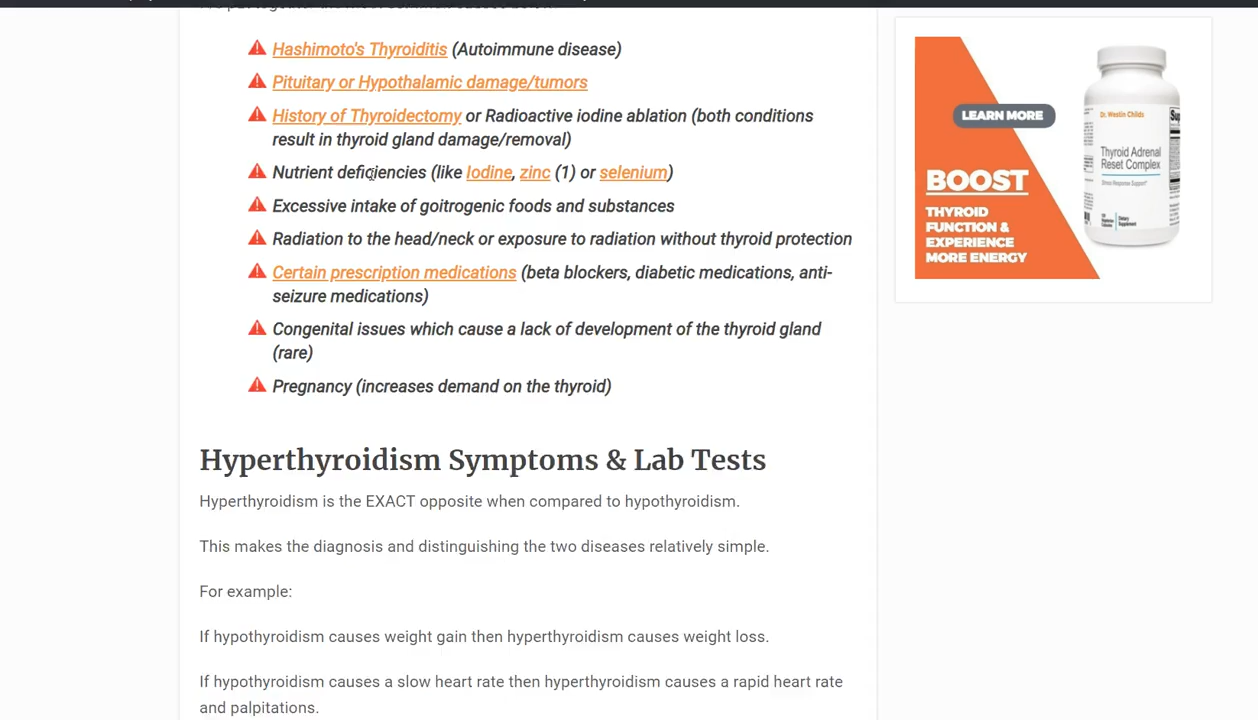 Hashimoto's Thyroiditis (Autoimmune disease)
Pituitary or Hypothalamic damage/tumors
History of Thyroidectomy or Radioactive iodine ablation (both conditions
result in thyroid gland damage/removal)
Nutrient deficiencies (like Iodine, zinc (1) or selenium)
Excessive intake of goitrogenic foods and substances
Radiation to the head/neck or exposure to radiation without thyroid protection
Certain prescription medications (beta blockers, diabetic medications, anti-
seizure medications)
Congenital issues which cause a lack of development of the thyroid gland
(rare)
Pregnancy (increases demand on the thyroid)
Hyperthyroidism Symptoms & Lab Tests
Hyperthyroidism is the EXACT opposite when compared to hypothyroidism.
This makes the diagnosis and distinguishing the two diseases relatively simple.
For example:
If hypothyroidism causes weight gain then hyperthyroidism causes weight loss.
If hypothyroidism causes a slow heart rate then hyperthyroidism causes a rapid heart rate
and palpitations.
LEARN MORE
BOOST
THYROID
FUNCTION &
EXPERIENCE
MORE ENERGY
Dr. Westin Childs
Thyroid Adrenal
Reset Complex
Stress Response Support*